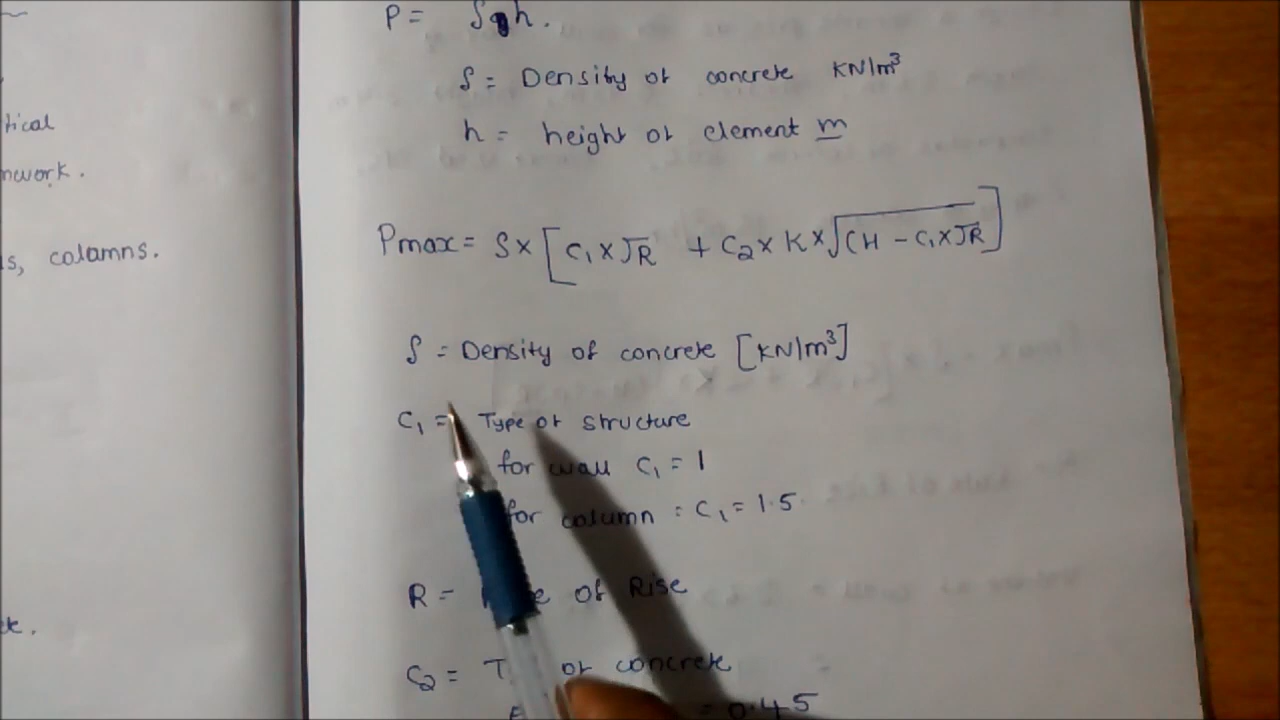 tical
mwork.
s, colamns.
P = ρgh.
ρ = Density of concrete KN/m³
h = height of element m
Pmax = ρ × [C₁×√R + C₂×K×√(H - C₁×√R]
ρ = Density of concrete [KN/m³]
C₁ = Type of structure
for wall C₁ = 1
for column = C₁ = 1.5
R = of Rise
C₂ = of concrete
= 0.45